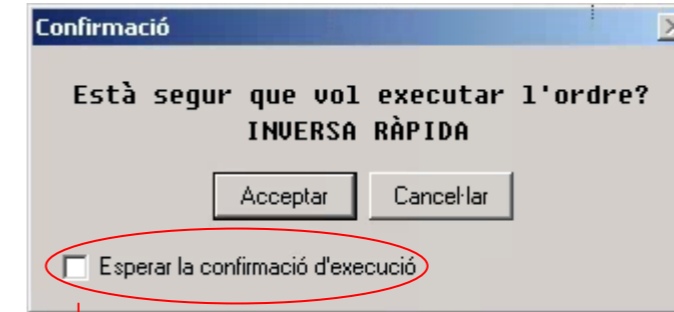 Confirmació
Està segur que vol executar l'ordre?
INVERSA RÀPIDA
Acceptar Cancel·lar
Esperar la confirmació d'execució